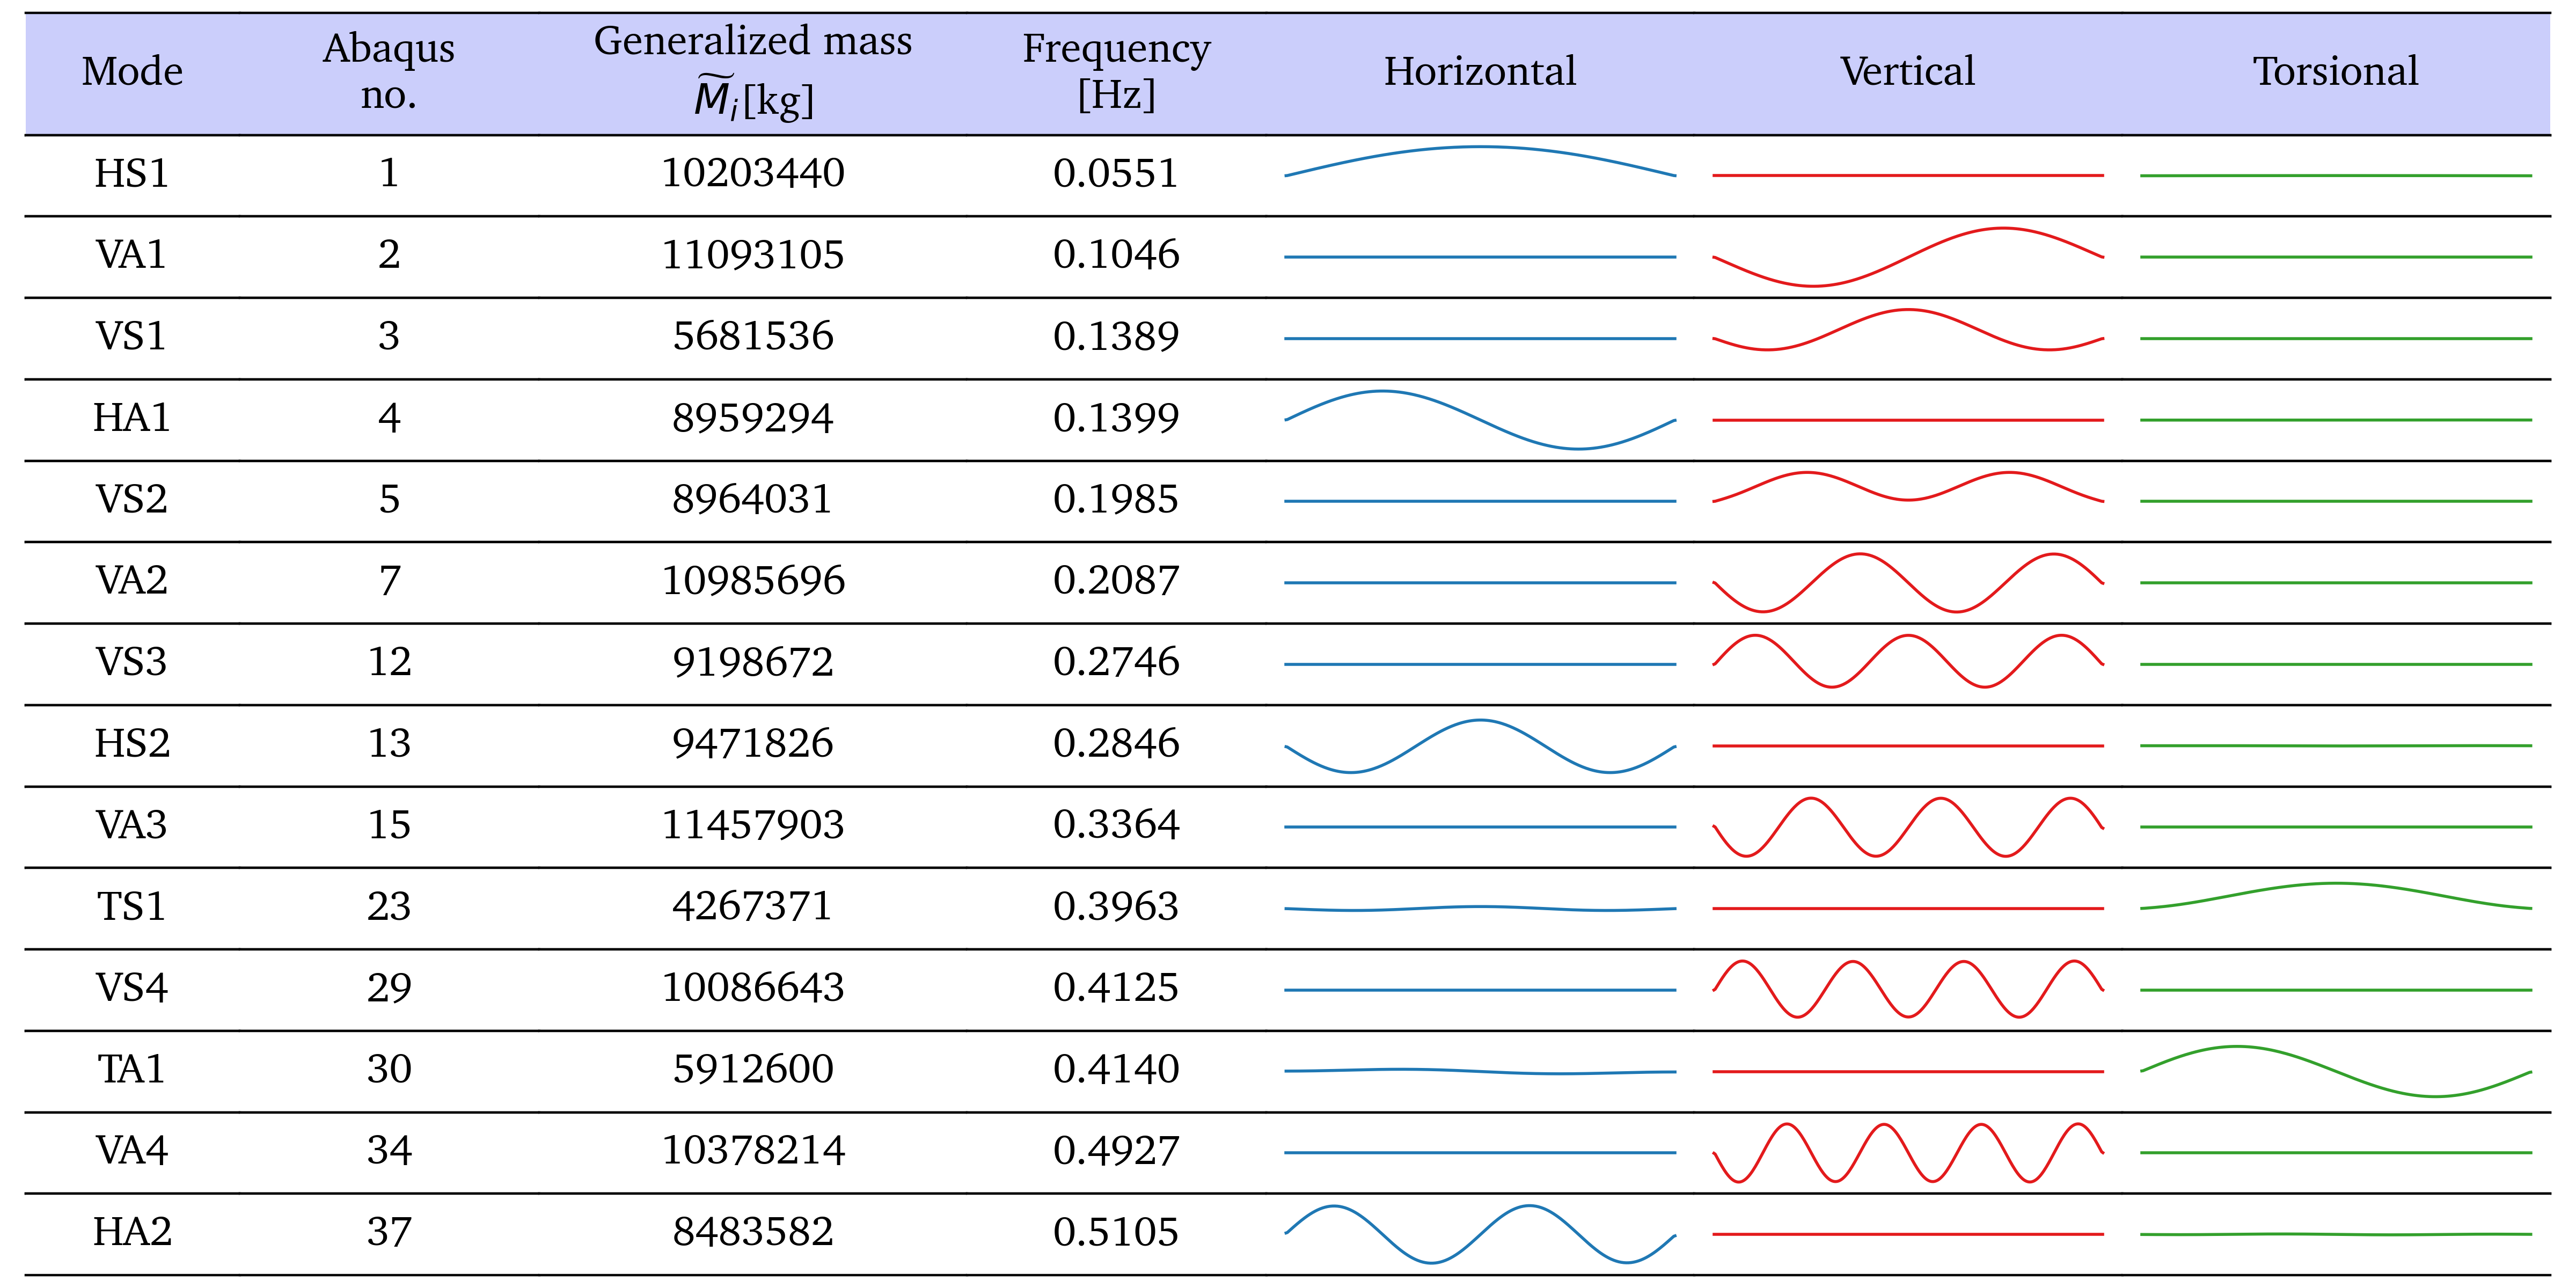 Mode Abaqus no. Generalized mass M̃ᵢ[kg] Frequency [Hz] Horizontal Vertical Torsional
HS1 1 10203440 0.0551
VA1 2 11093105 0.1046
VS1 3 5681536 0.1389
HA1 4 8959294 0.1399
VS2 5 8964031 0.1985
VA2 7 10985696 0.2087
VS3 12 9198672 0.2746
HS2 13 9471826 0.2846
VA3 15 11457903 0.3364
TS1 23 4267371 0.3963
VS4 29 10086643 0.4125
TA1 30 5912600 0.4140
VA4 34 10378214 0.4927
HA2 37 8483582 0.5105